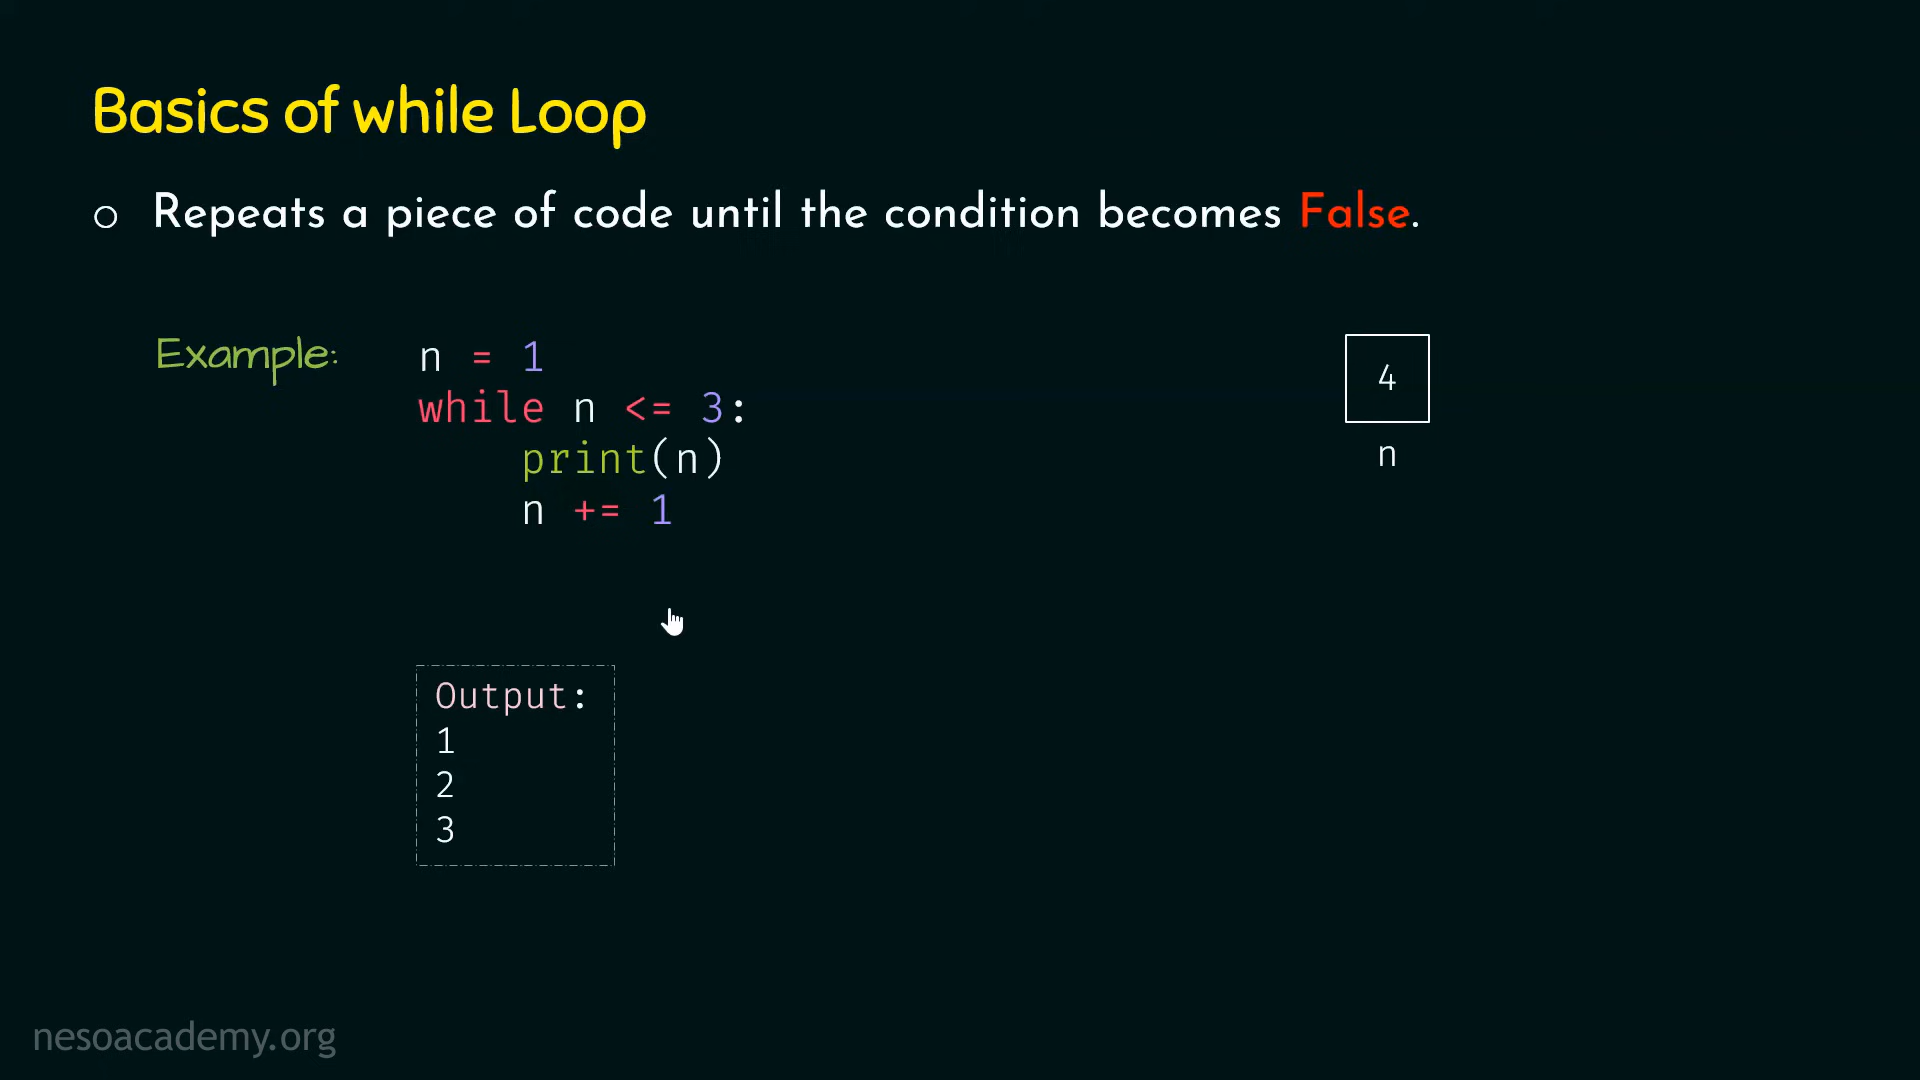 Basics of while Loop
○ Repeats a piece of code until the condition becomes False.
Example:
n = 1
while n <= 3:
    print(n)
    n += 1
4
n
Output:
1
2
3
nesoacademy.org